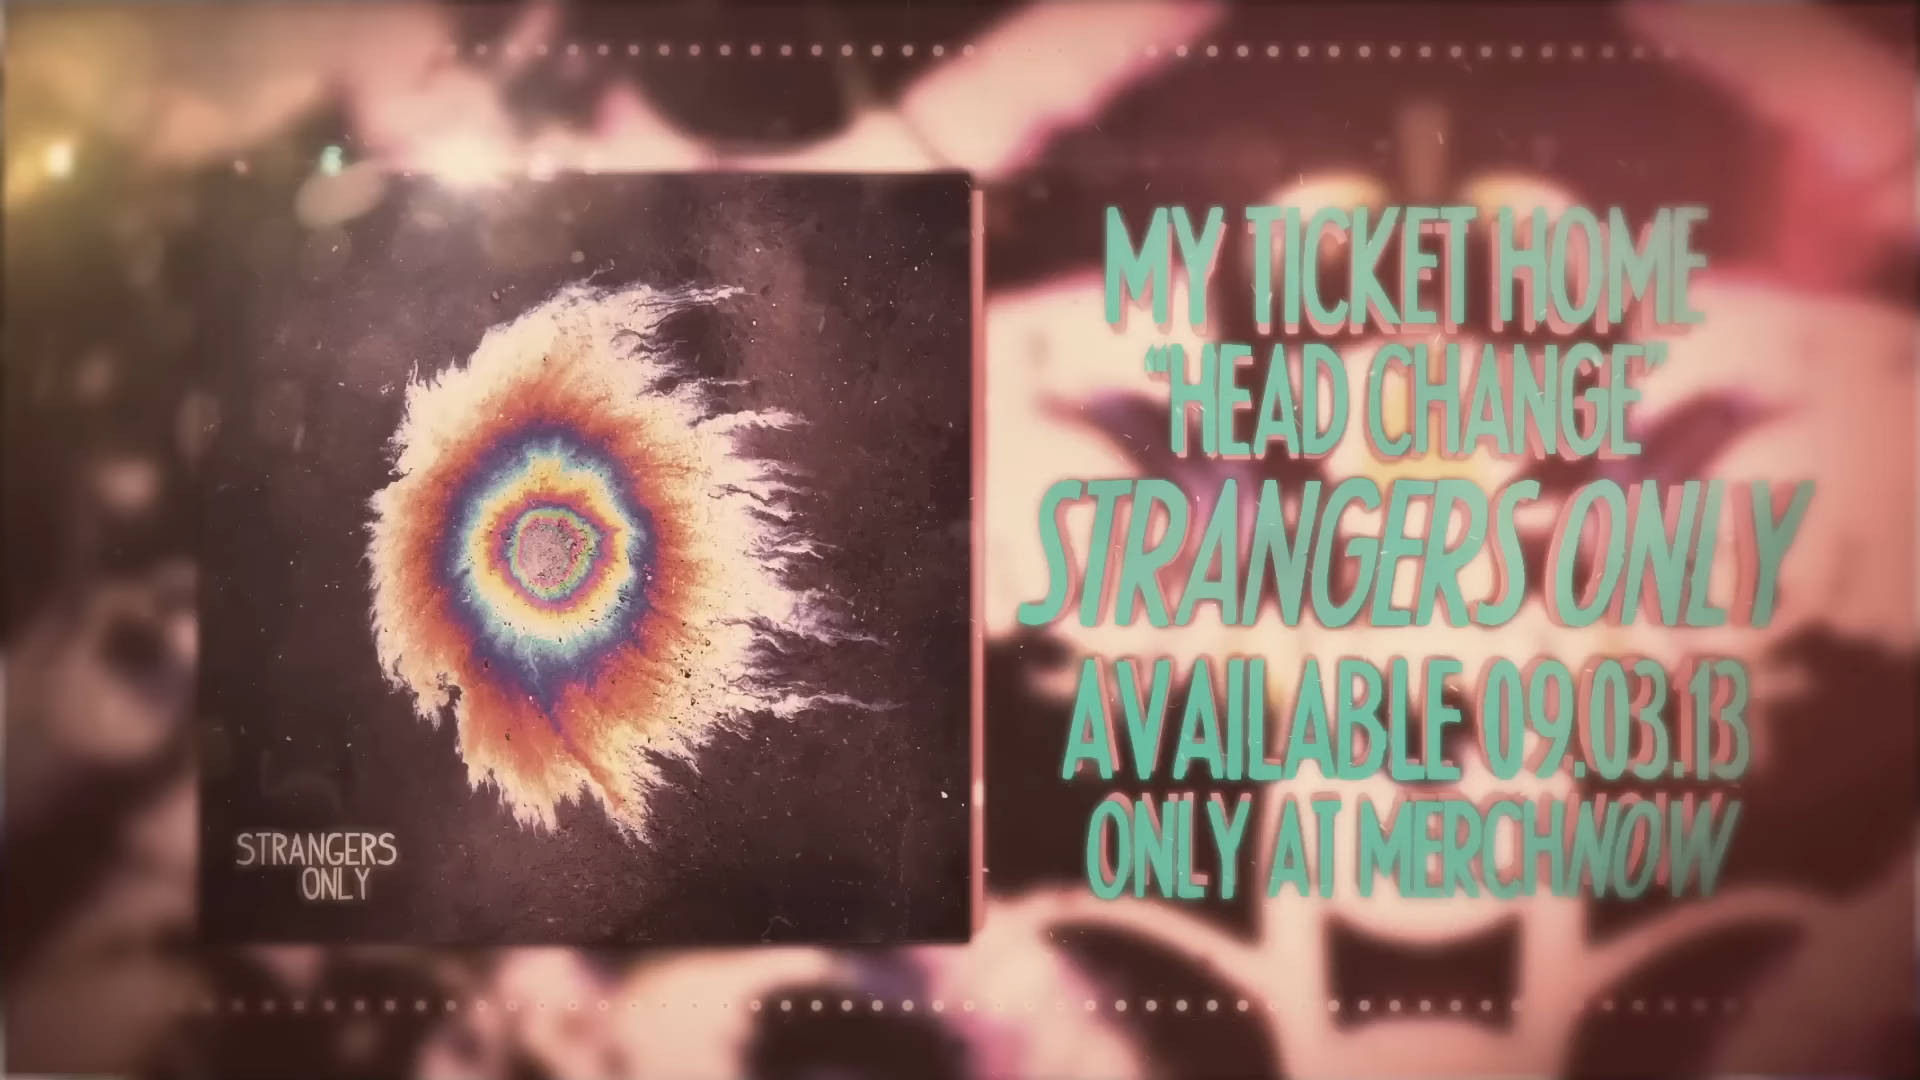 STRANGERS
ONLY
MY TICKET HOME
“HEAD CHANGE”
STRANGERS ONLY
AVAILABLE 09.03.13
ONLY AT MERCHNOW